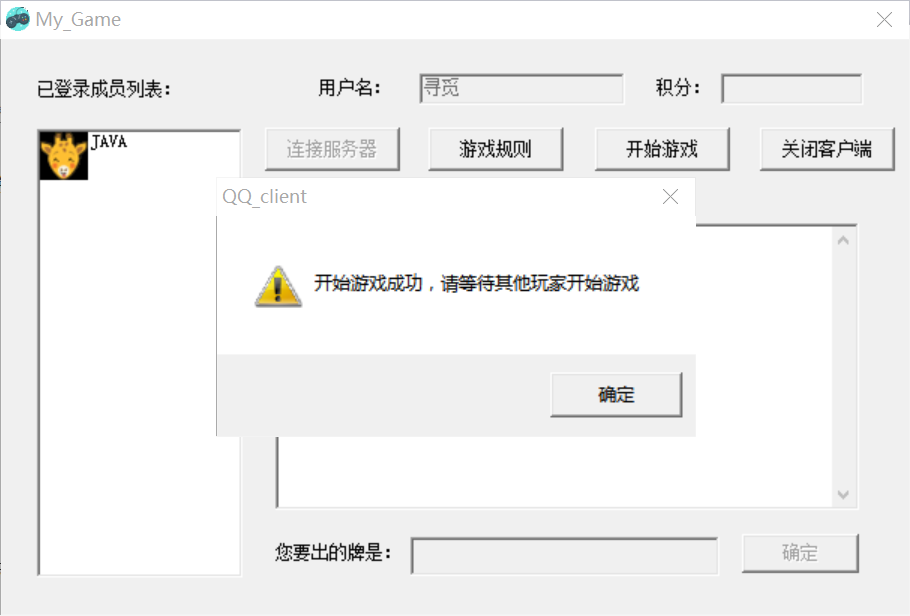 My_Game
已登录成员列表：
用户名：
寻觅
积分：
JAVA
连接服务器
游戏规则
开始游戏
关闭客户端
QQ_client
开始游戏成功，请等待其他玩家开始游戏
确定
您要出的牌是：
确定